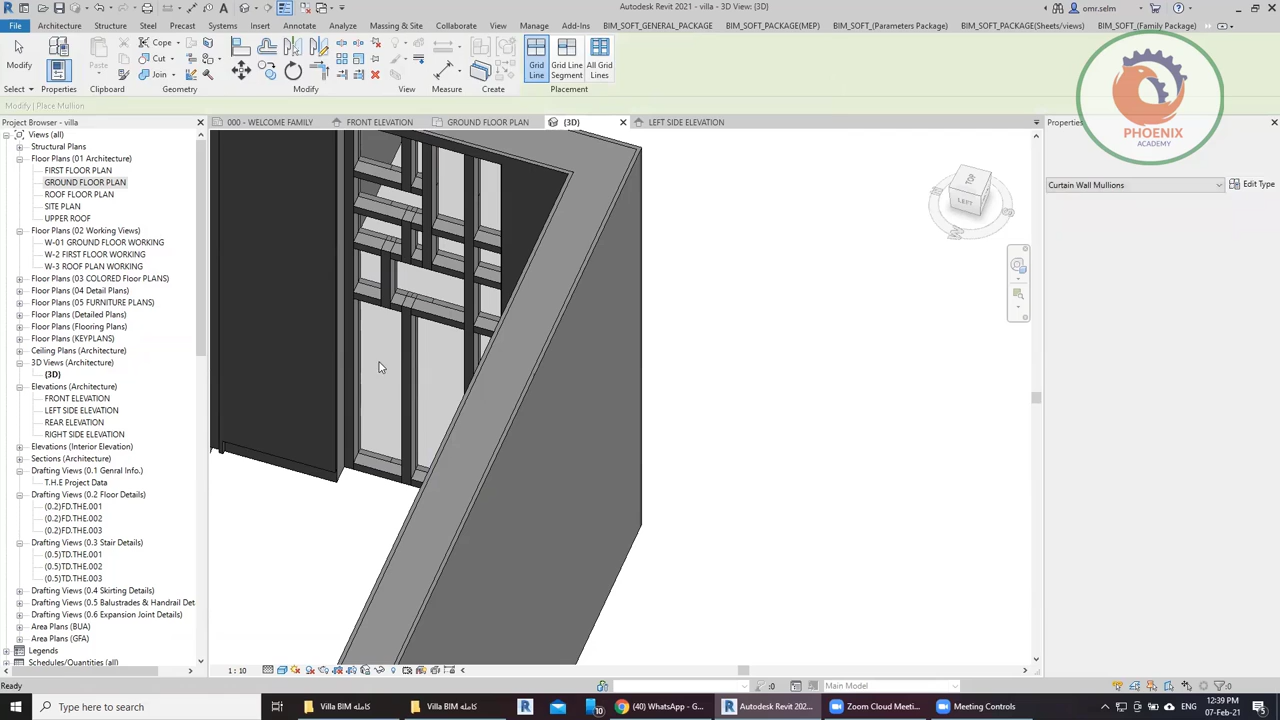 Autodesk Revit 2021 - villa - 3D View: {3D}
omr.selm
File
Architecture
Structure
Steel
Precast
Systems
Insert
Annotate
Analyze
Massing & Site
Collaborate
View
Manage
Add-Ins
BIM_SOFT_GENERAL_PACKAGE
BIM_SOFT_PACKAGE(MEP)
BIM_SOFT_(Parameters Package)
BIM_SOFT_PACKAGE(Sheets/views)
BIM_SOFT_(Family Package)
Modify
Paste
Cope
Cut
Join
Grid Line
Grid Line Segment
All Grid Lines
Select
Properties
Clipboard
Geometry
Modify
View
Measure
Create
Placement
PHOENIX
ACADEMY
Modify | Place Mullion
Project Browser - villa
000 - WELCOME FAMILY
FRONT ELEVATION
GROUND FLOOR PLAN
{3D}
LEFT SIDE ELEVATION
Properties
Views (all)
Structural Plans
Floor Plans (01 Architecture)
FIRST FLOOR PLAN
GROUND FLOOR PLAN
ROOF FLOOR PLAN
SITE PLAN
UPPER ROOF
Floor Plans (02 Working Views)
W-01 GROUND FLOOR WORKING
W-2 FIRST FLOOR WORKING
W-3 ROOF PLAN WORKING
Floor Plans (03 COLORED Floor PLANS)
Floor Plans (04 Detail Plans)
Floor Plans (05 FURNITURE PLANS)
Floor Plans (Detailed Plans)
Floor Plans (Flooring Plans)
Floor Plans (KEYPLANS)
Ceiling Plans (Architecture)
3D Views (Architecture)
{3D}
Elevations (Architecture)
FRONT ELEVATION
LEFT SIDE ELEVATION
REAR ELEVATION
RIGHT SIDE ELEVATION
Elevations (Interior Elevation)
Sections (Architecture)
Drafting Views (0.1 Genral Info.)
T.H.E Project Data
Drafting Views (0.2 Floor Details)
(0.2)FD.THE.001
(0.2)FD.THE.002
(0.2)FD.THE.003
Drafting Views (0.3 Stair Details)
(0.5)TD.THE.001
(0.5)TD.THE.002
(0.5)TD.THE.003
Drafting Views (0.4 Skirting Details)
Drafting Views (0.5 Balustrades & Handrail Det
Drafting Views (0.6 Expansion Joint Details)
Area Plans (BUA)
Area Plans (GFA)
Legends
Schedules/Quantities (all)
TOP
LEFT
Curtain Wall Mullions
Edit Type
1 : 10
Ready
:0
Main Model
:0
Type here to search
Villa BIM كاملة
Villa BIM كاملة
10
(40) WhatsApp - G...
Autodesk Revit 202...
Zoom Cloud Meeti...
Meeting Controls
ENG
12:39 PM
07-Feb-21